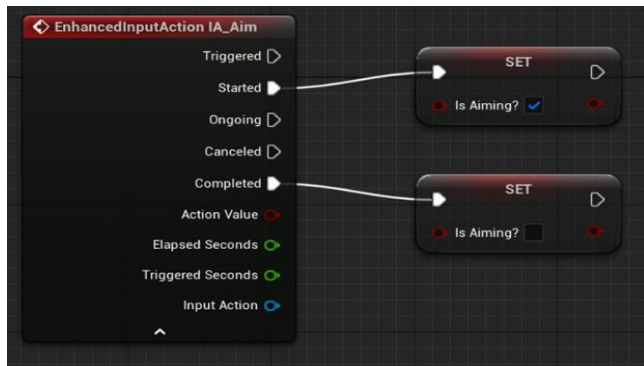 EnhancedInputAction IA_Aim
Triggered
Started
Ongoing
Canceled
Completed
Action Value
Elapsed Seconds
Triggered Seconds
Input Action
SET
Is Aiming?
SET
Is Aiming?